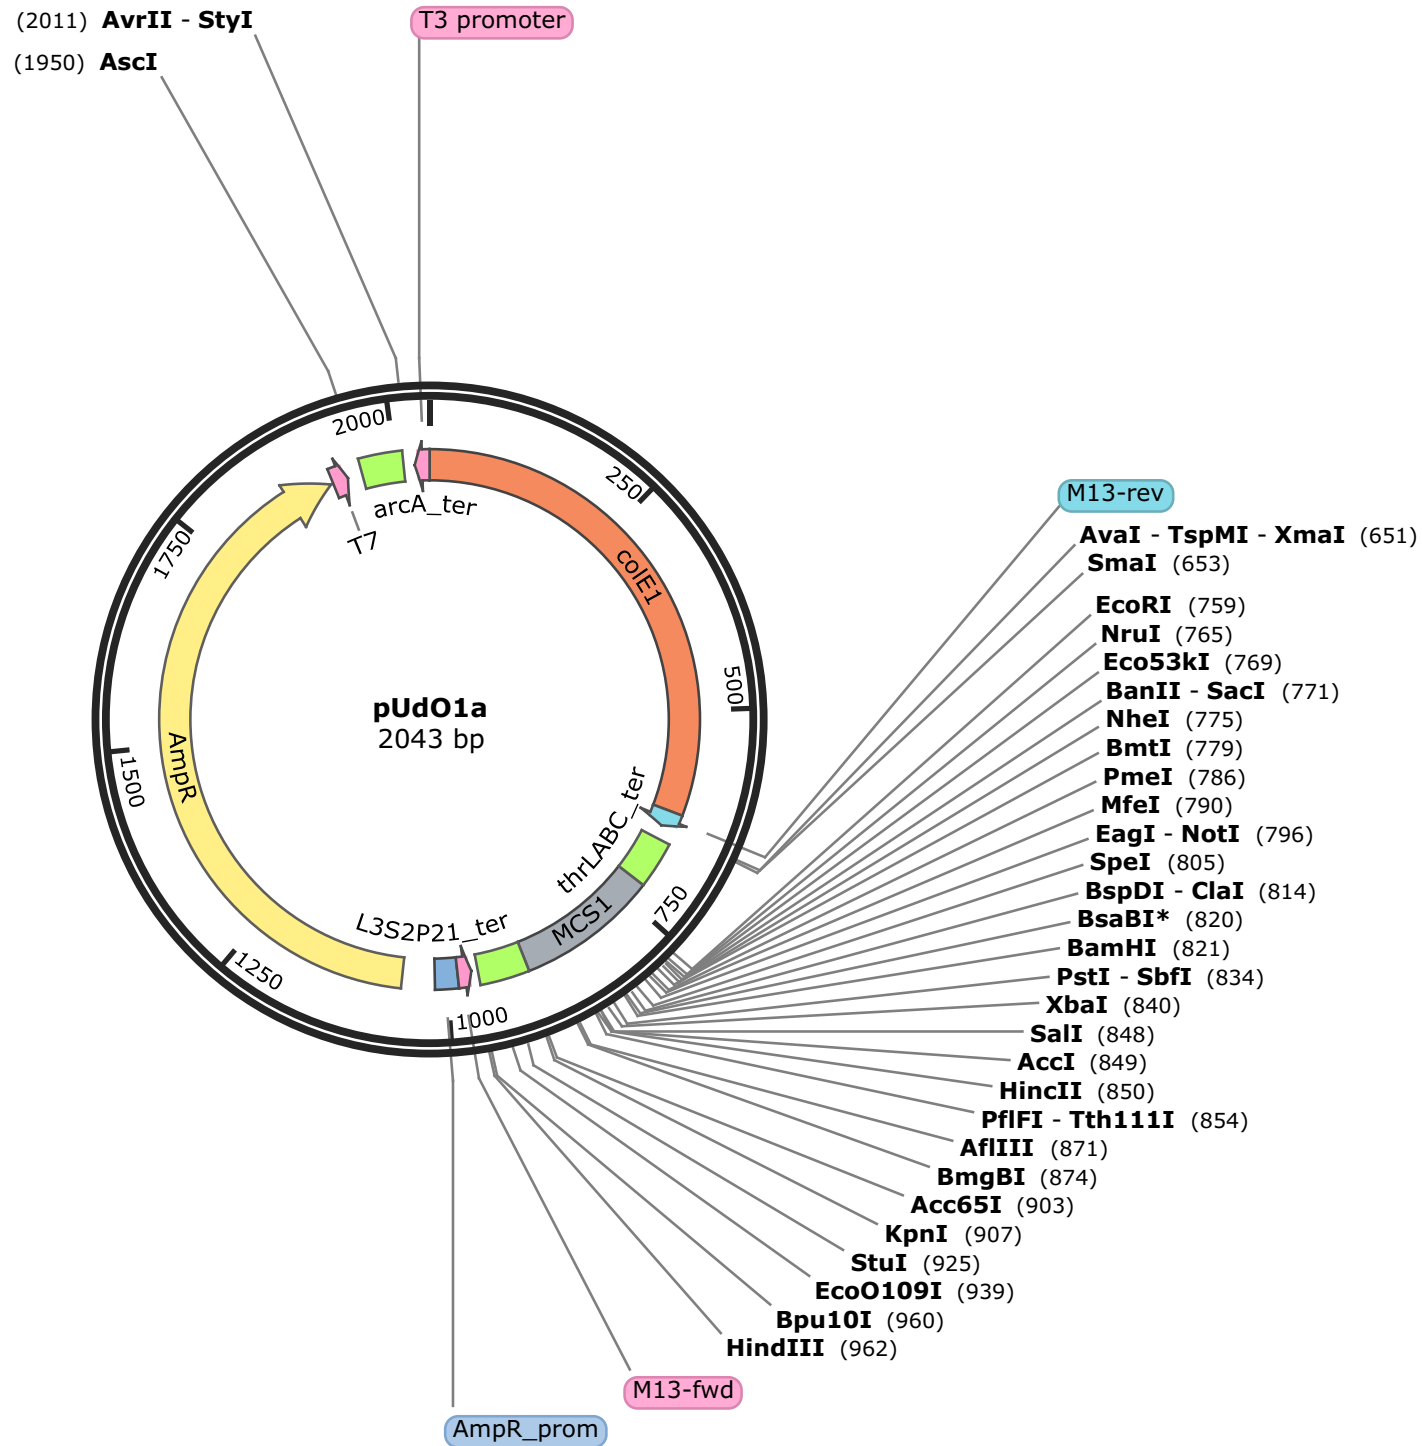 (2011) AvrII - StyI
(1950) AscI
T3 promoter
2000
250
arcA_ter
T7
colE1
M13-rev
AvaI - TspMI - XmaI (651)
SmaI (653)
EcoRI (759)
NruI (765)
Eco53kI (769)
BanII - SacI (771)
NheI (775)
BmtI (779)
PmeI (786)
MfeI (790)
EagI - NotI (796)
SpeI (805)
BspDI - ClaI (814)
BsaBI* (820)
BamHI (821)
PstI - SbfI (834)
XbaI (840)
SalI (848)
AccI (849)
HincII (850)
PflFI - Tth111I (854)
AflIII (871)
BmgBI (874)
Acc65I (903)
KpnI (907)
StuI (925)
EcoO109I (939)
Bpu10I (960)
HindIII (962)
1750
500
pUdO1a
2043 bp
AmpR
1500
thrLABC_ter
750
MCS1
L3S2P21_ter
1250
1000
M13-fwd
AmpR_prom